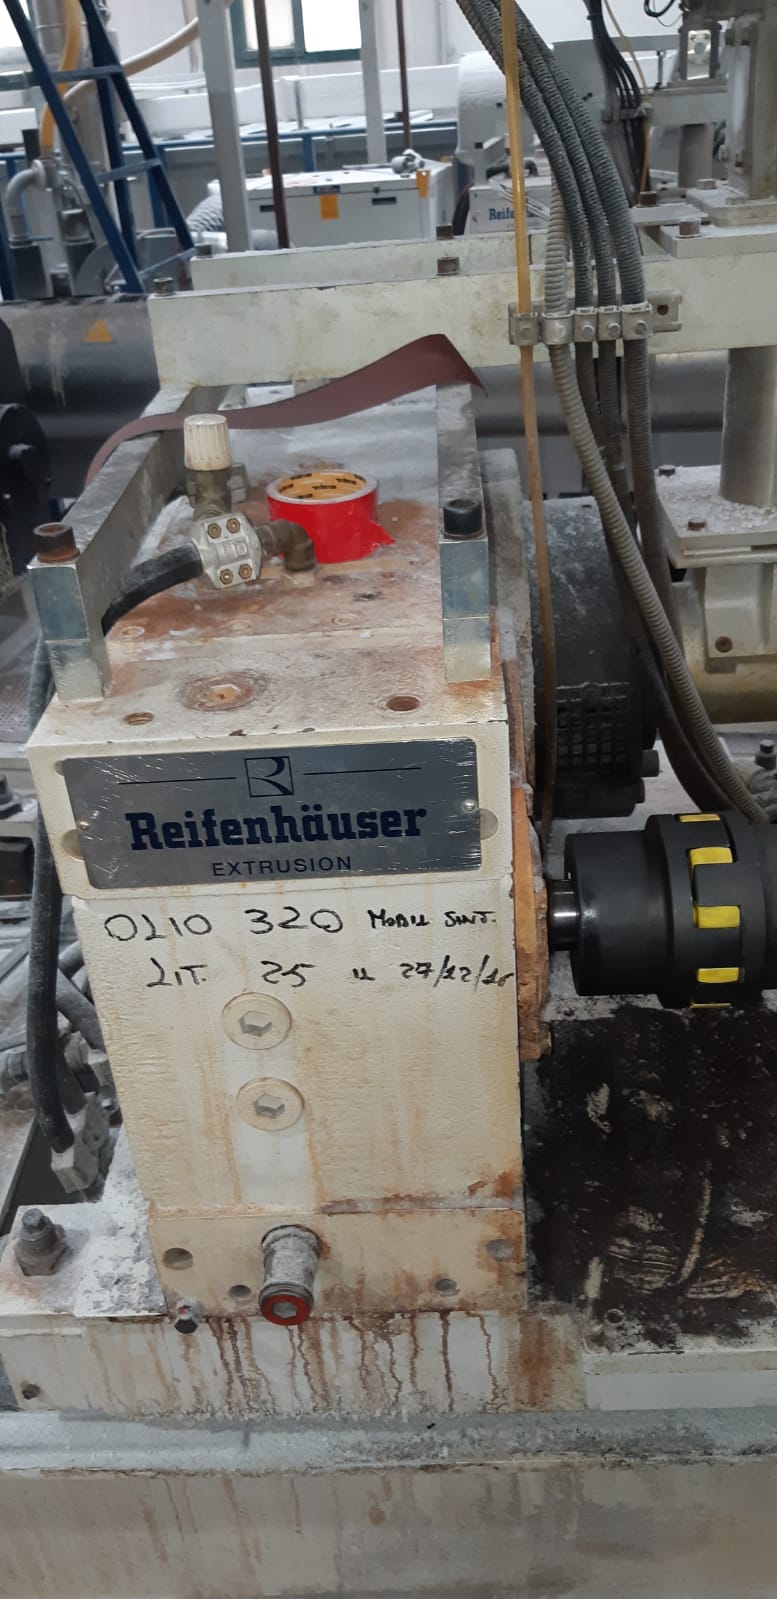 Reifenhäuser
EXTRUSION
OLIO 320 MOBIL SINT.
LIT. 25 IL 27/12/16